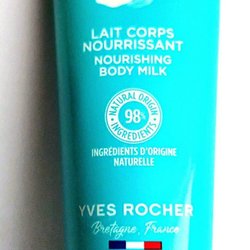 LAIT CORPS
NOURRISSANT
NOURISHING
BODY MILK
NATURAL ORIGIN
98%
INGREDIENTS
INGRÉDIENTS D'ORIGINE
NATURELLE
YVES ROCHER
Bretagne, France